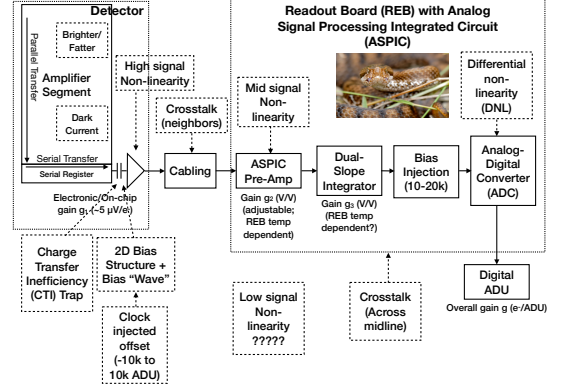 Detector
Readout Board (REB) with Analog
Signal Processing Integrated Circuit
(ASPIC)
Parallel Transfer
Brighter/
Fatter
Amplifier
Segment
Dark
Current
Serial Transfer
Serial Register
High signal
Non-linearity
Crosstalk
(neighbors)
Mid signal
Non-
linearity
Differential
non-
linearity
(DNL)
Cabling
ASPIC
Pre-Amp
Dual-
Slope
Integrator
Bias
Injection
(10-20k)
Analog-
Digital
Converter
(ADC)
Electronic/On-chip
gain g₁ (~5 μV/e)
Gain g₂ (V/V)
(adjustable;
REB temp
dependent)
Gain g₃ (V/V)
(REB temp
dependent?)
Charge
Transfer
Inefficiency
(CTI) Trap
2D Bias
Structure +
Bias “Wave”
Clock
injected
offset
(-10k to
10k ADU)
Low signal
Non-
linearity
?????
Crosstalk
(Across
midline)
Digital
ADU
Overall gain g (e-/ADU)